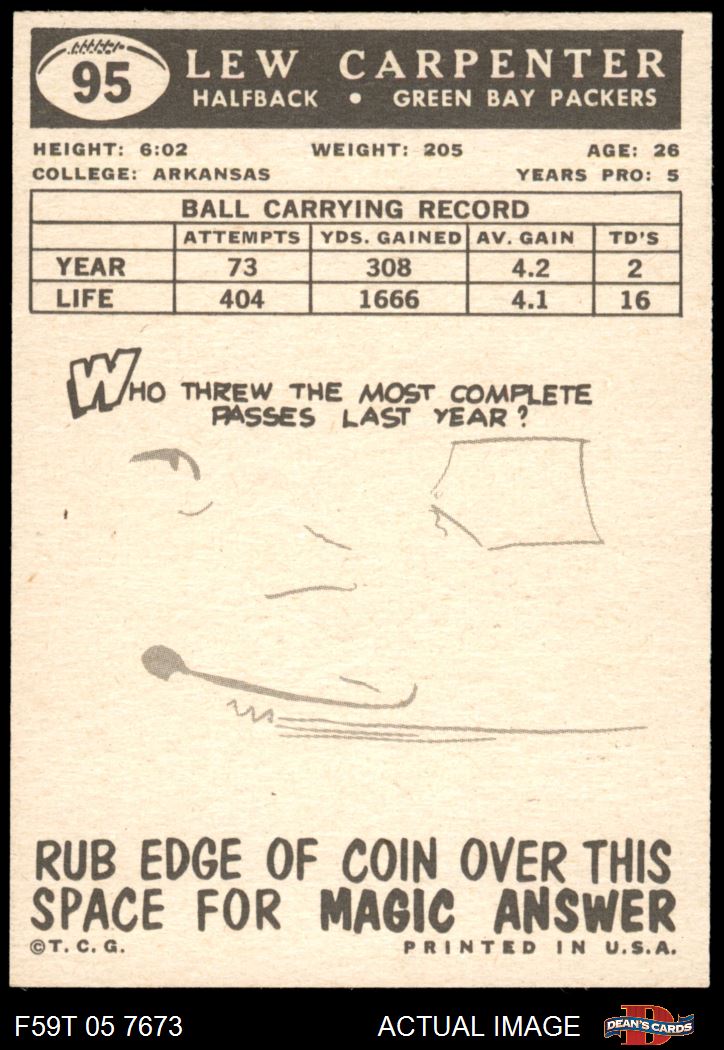 95
LEW CARPENTER
HALFBACK • GREEN BAY PACKERS
HEIGHT: 6:02 WEIGHT: 205 AGE: 26
COLLEGE: ARKANSAS YEARS PRO: 5
BALL CARRYING RECORD
ATTEMPTS YDS. GAINED AV. GAIN TD'S
YEAR 73 308 4.2 2
LIFE 404 1666 4.1 16
WHO THREW THE MOST COMPLETE
PASSES LAST YEAR?
RUB EDGE OF COIN OVER THIS
SPACE FOR MAGIC ANSWER
©T.C.G. PRINTED IN U.S.A.
F59T 05 7673 ACTUAL IMAGE D DEAN'S CARDS